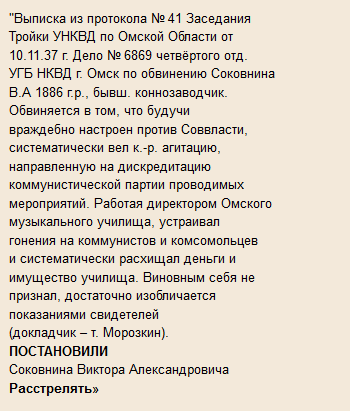 "Выписка из протокола № 41 Заседания
Тройки УНКВД по Омской Области от
10.11.37 г. Дело № 6869 четвёртого отд.
УГБ НКВД г. Омск по обвинению Соковнина
В.А 1886 г.р., бывш. коннозаводчик.
Обвиняется в том, что будучи
враждебно настроен против Соввласти,
систематически вел к.-р. агитацию,
направленную на дискредитацию
коммунистической партии проводимых
мероприятий. Работая директором Омского
музыкального училища, устраивал
гонения на коммунистов и комсомольцев
и систематически расхищал деньги и
имущество училища. Виновным себя не
признал, достаточно изобличается
показаниями свидетелей
(докладчик – т. Морозкин).
ПОСТАНОВИЛИ
Соковнина Виктора Александровича
Расстрелять»